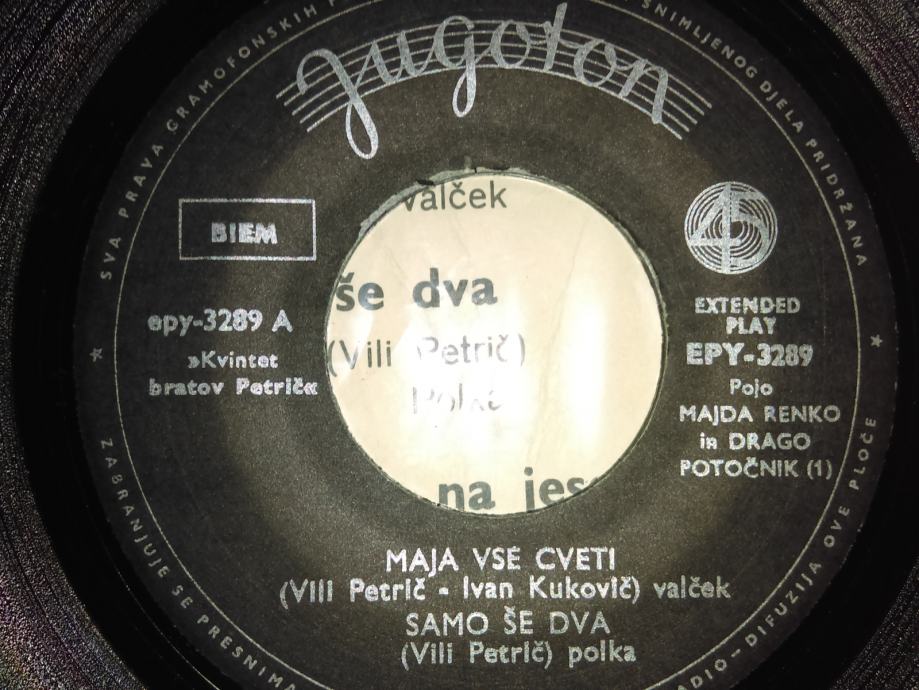 SVA PRAVA GRAMOFONSKIH
SNIMLJENOG DJELA PRIDRŽANA
Jugoton
BIEM
45
epy-3289 A
»Kvintet
bratov Petrič«
EXTENDED
PLAY
EPY-3289
Pojo
MAJDA RENKO
in DRAGO
POTOČNIK (1)
valček
še dva
(Vili Petrič)
Polka
na jes
MAJA VSE CVETI
(Vili Petrič - Ivan Kukovič) valček
SAMO ŠE DVA
(Vili Petrič) polka
ZABRANJUJE SE PRESNIMA
DIO-DIFUZIJA OVE PLOČE